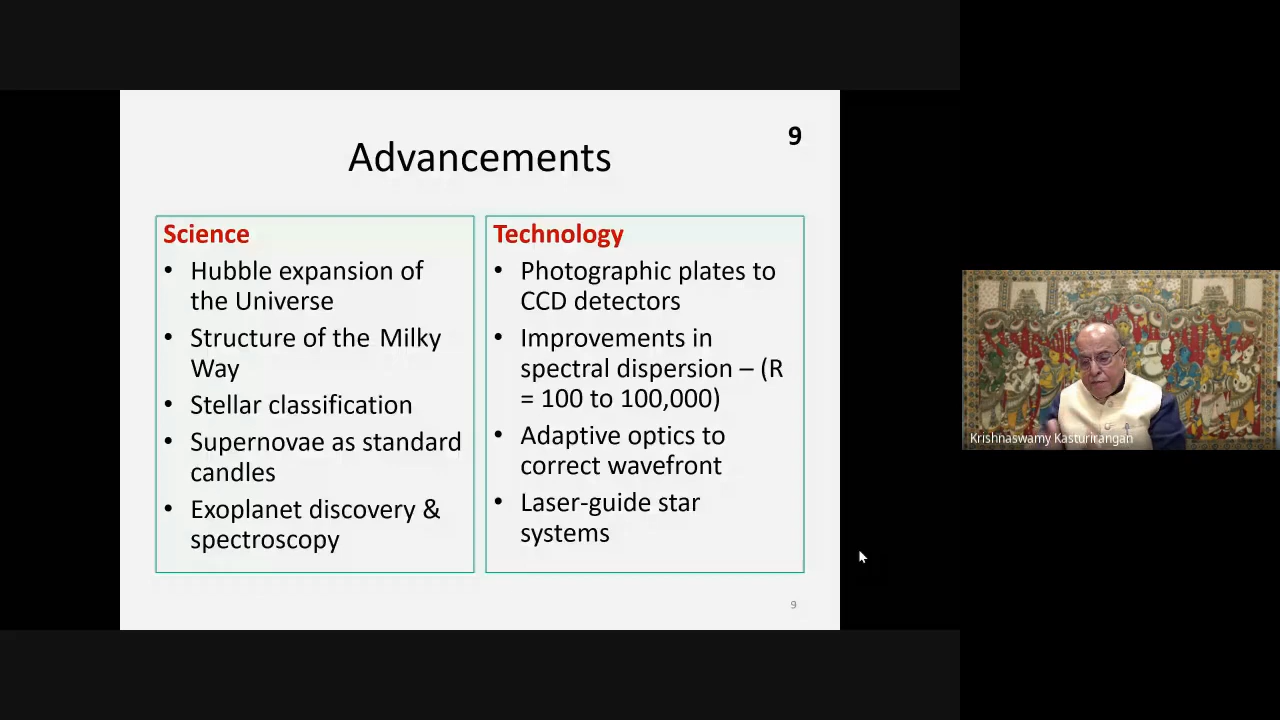 9
Advancements
Science
• Hubble expansion of
the Universe
• Structure of the Milky
Way
• Stellar classification
• Supernovae as standard
candles
• Exoplanet discovery &
spectroscopy
Technology
• Photographic plates to
CCD detectors
• Improvements in
spectral dispersion – (R
= 100 to 100,000)
• Adaptive optics to
correct wavefront
• Laser-guide star
systems
9
Krishnaswamy Kasturirangan